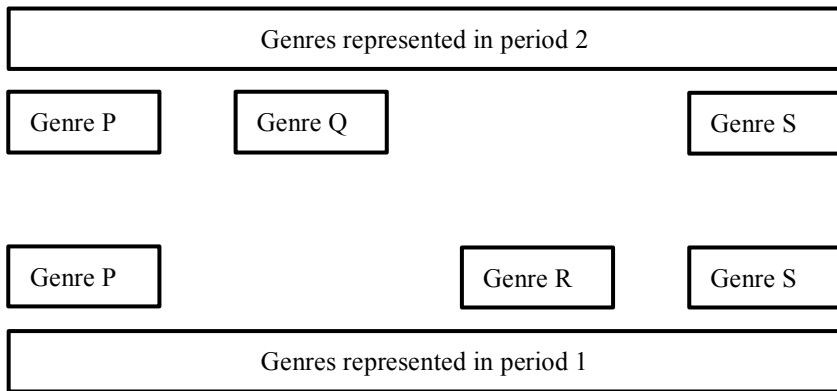 Genres represented in period 2
Genre P
Genre Q
Genre S
Genre P
Genre R
Genre S
Genres represented in period 1